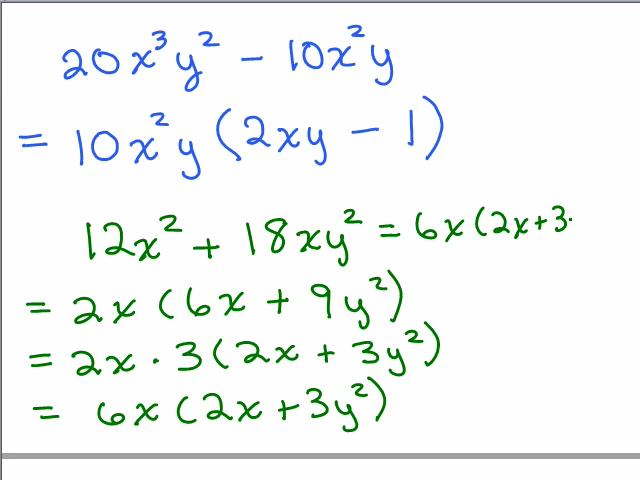 20x³y² - 10x²y
= 10x²y (2xy - 1)
12x² + 18xy² = 6x (2x+3
= 2x (6x + 9y²)
= 2x · 3 (2x + 3y²)
= 6x (2x + 3y²)